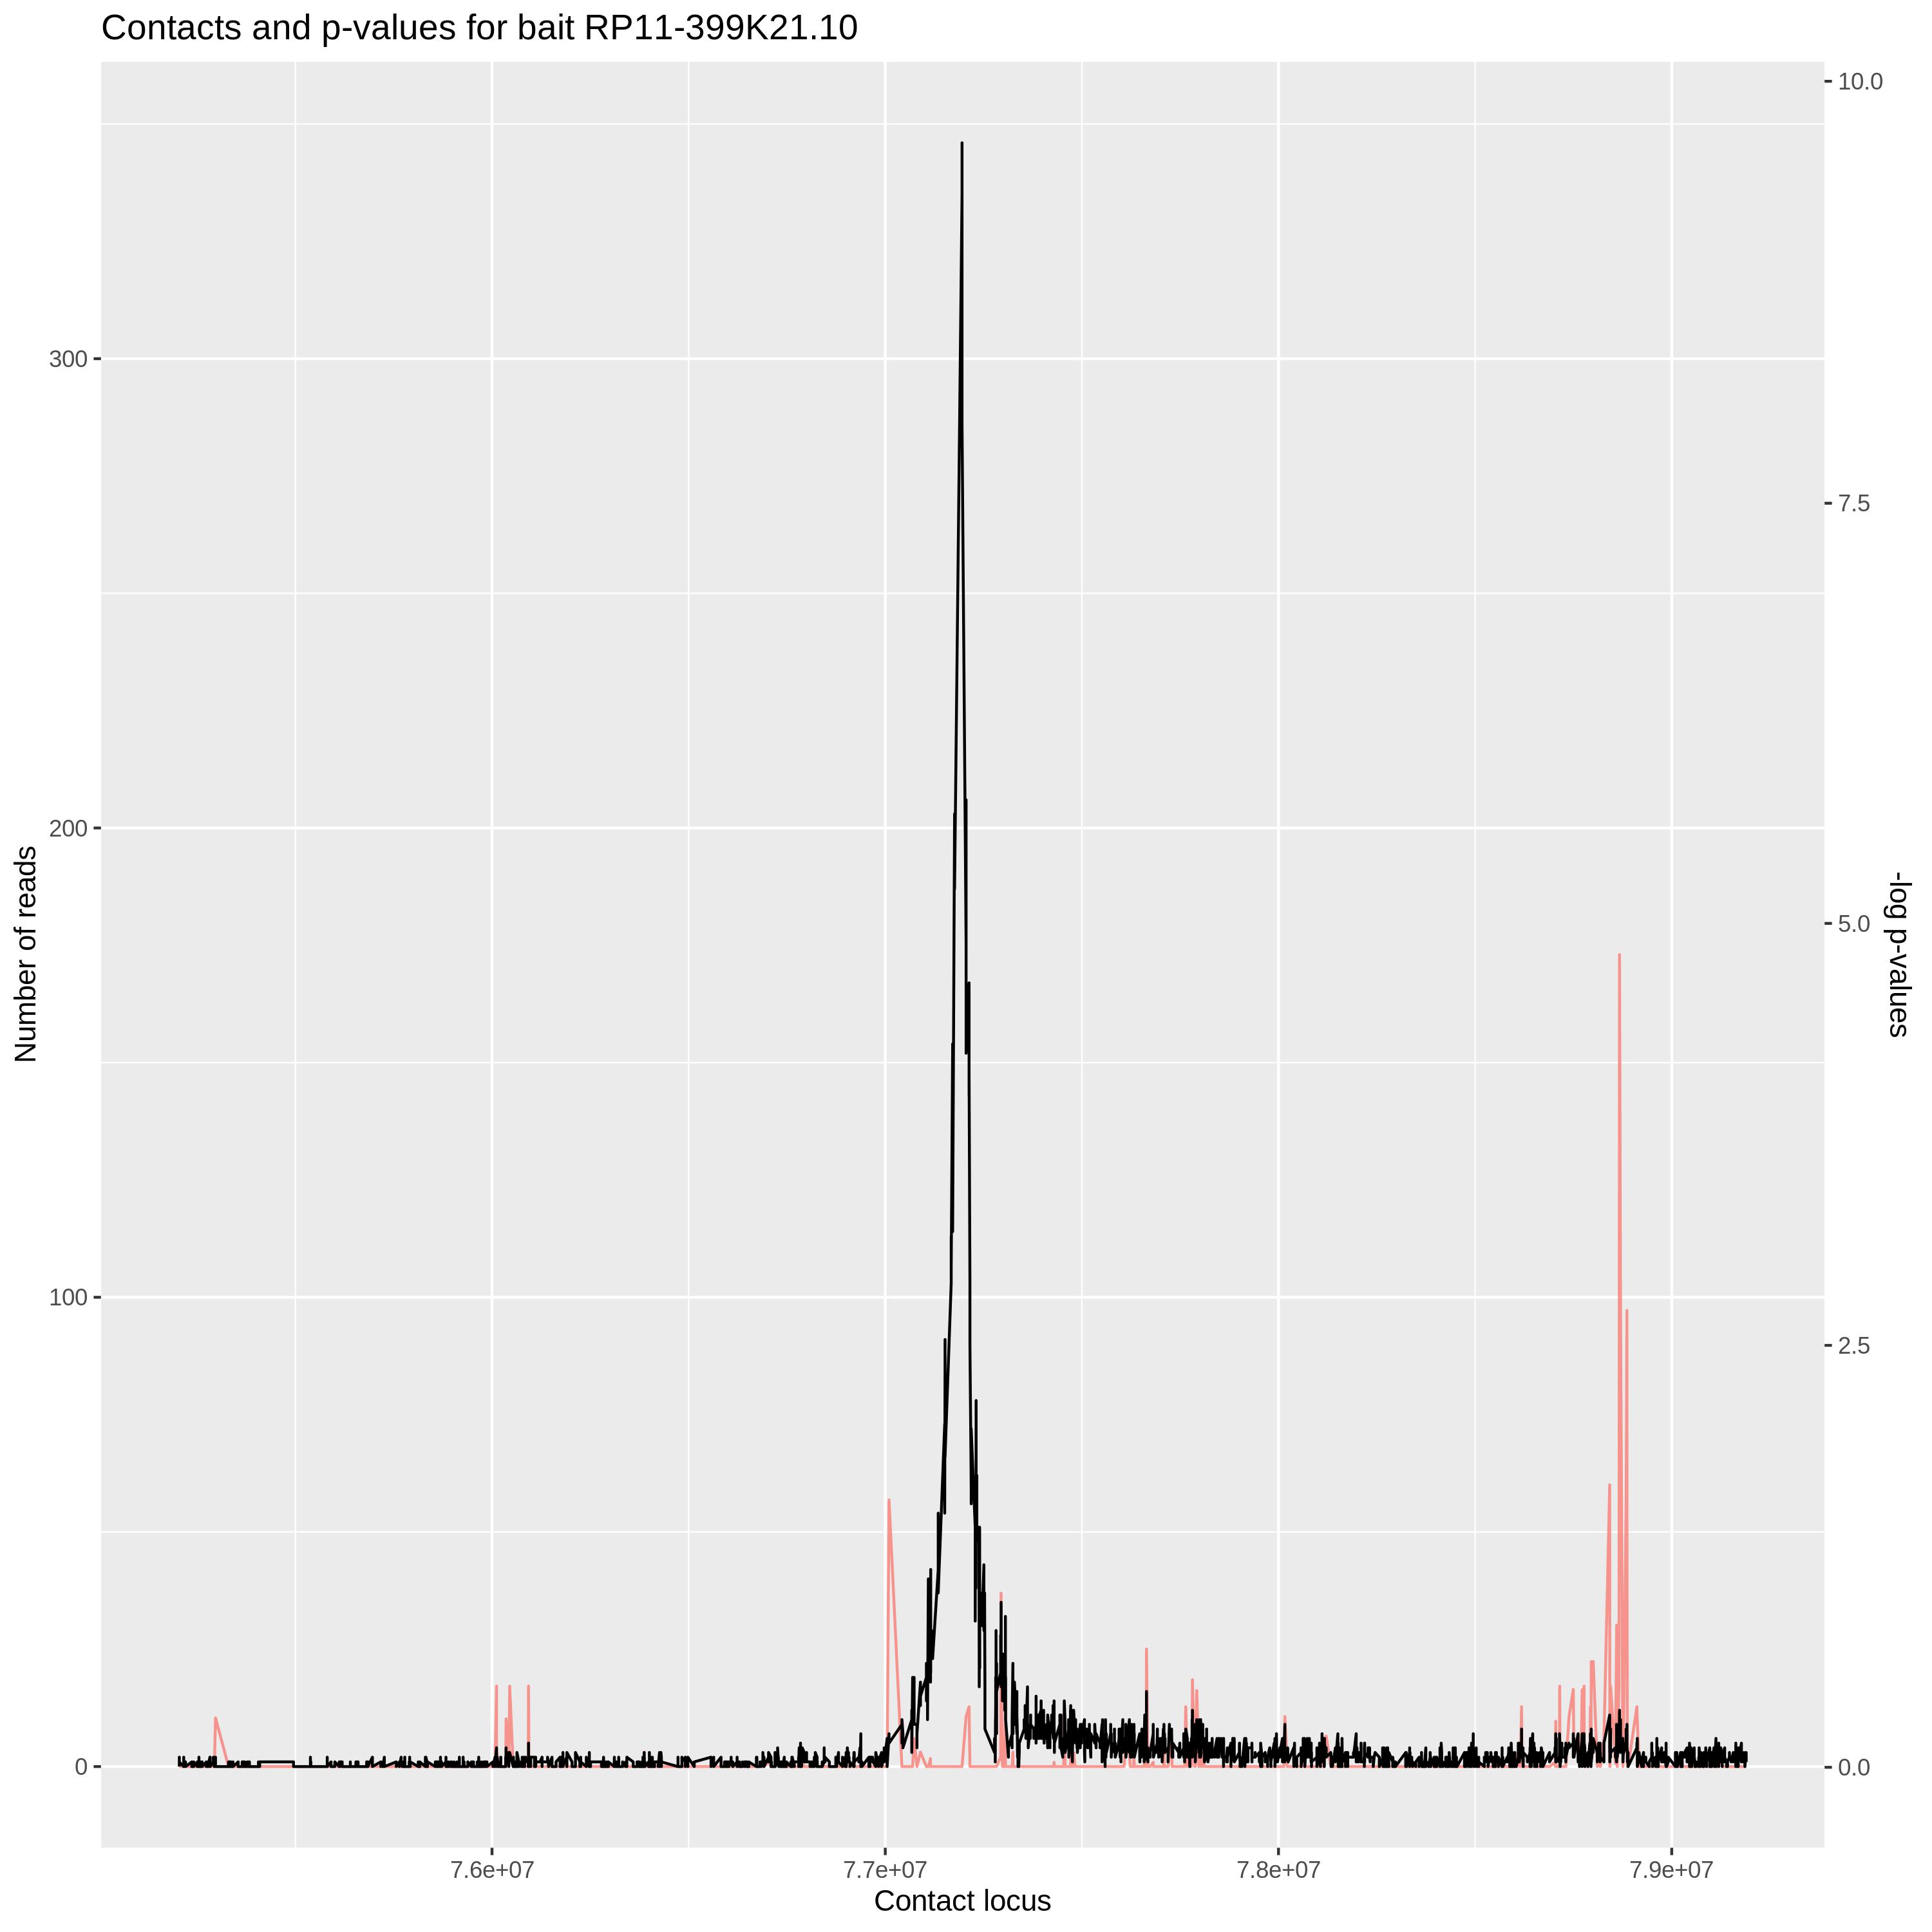 Contacts and p-values for bait RP11-399K21.10
10.0
300
7.5
200
5.0
Number of reads
-log p-values
100
2.5
0
0.0
7.6e+07 7.7e+07 7.8e+07 7.9e+07
Contact locus